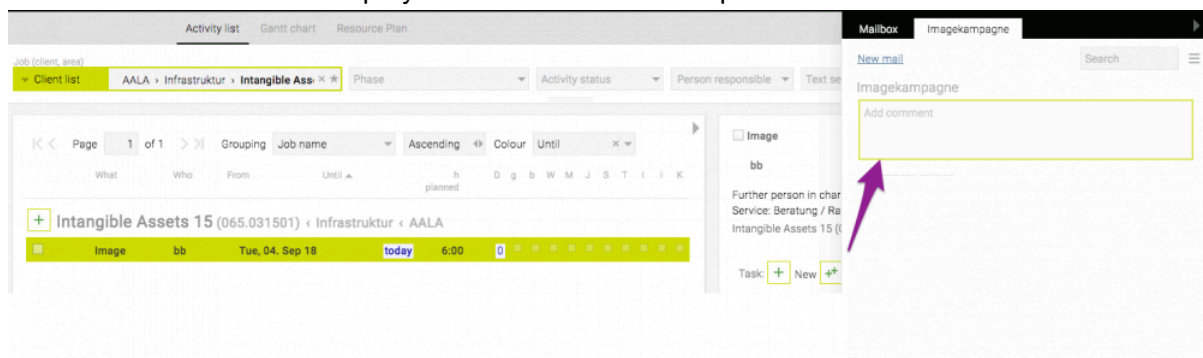 Activity list Gantt chart Resource Plan
Mailbox Imagekampagne
Job (client, area)
Client list AALA › Infrastruktur › Intangible Ass Phase Activity status Person responsible Text se
New mail Search
Imagekampagne
Add comment
Page 1 of 1 Grouping Job name Ascending Colour Until
What Who From Until h planned D g b W M J S T I I K
Intangible Assets 15 (065.031501) ‹ Infrastruktur ‹ AALA
Image bb Tue, 04. Sep 18 today 6:00 0
Image
bb
Further person in char
Service: Beratung / Ra
Intangible Assets 15 (
Task: + New